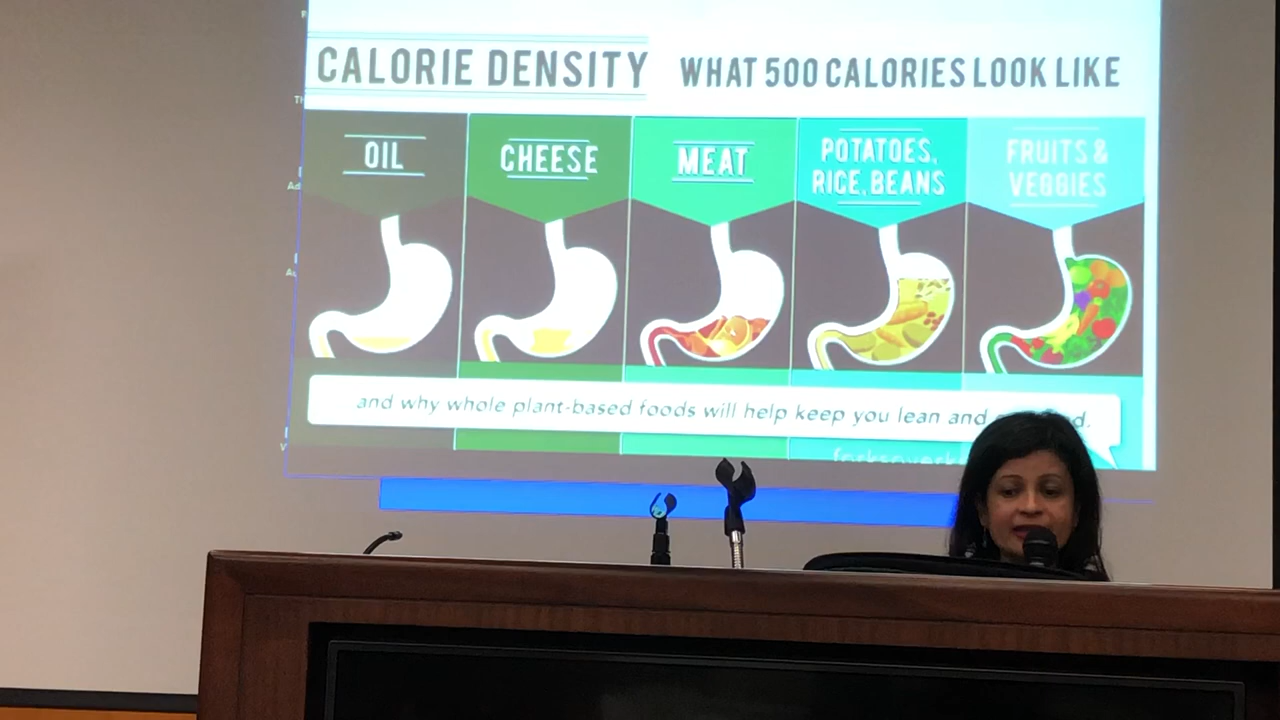 CALORIE DENSITY WHAT 500 CALORIES LOOK LIKE
OIL
CHEESE
MEAT
POTATOES,
RICE, BEANS
FRUITS &
VEGGIES
...and why whole plant-based foods will help keep you lean and